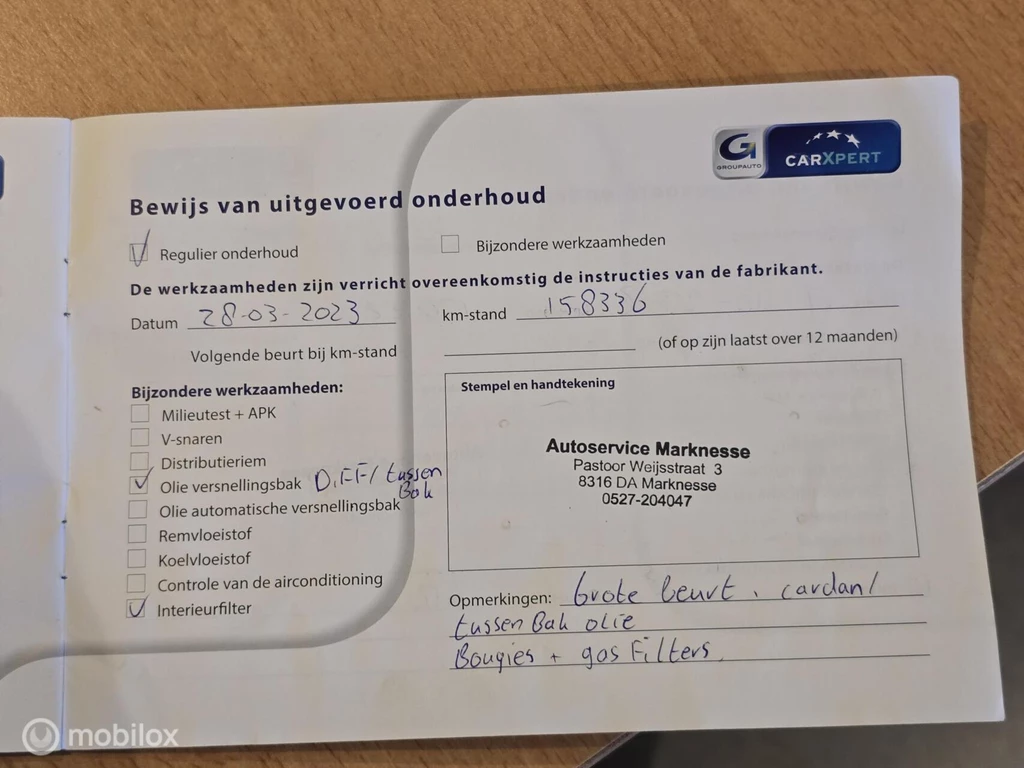 GROUPAUTO
CARXPERT
Bewijs van uitgevoerd onderhoud
Regulier onderhoud
Bijzondere werkzaamheden
De werkzaamheden zijn verricht overeenkomstig de instructies van de fabrikant.
Datum 28-03-2023
km-stand 158336
Volgende beurt bij km-stand
(of op zijn laatst over 12 maanden)
Bijzondere werkzaamheden:
Milieutest + APK
V-snaren
Distributieriem
Olie versnellingsbak Diff/tussen
Bak
Olie automatische versnellingsbak
Remvloeistof
Koelvloeistof
Controle van de airconditioning
Interieurfilter
Stempel en handtekening
Autoservice Marknesse
Pastoor Weijsstraat 3
8316 DA Marknesse
0527-204047
Opmerkingen: Grote beurt, cardan/
tussen Bak olie
Bougies + gas Filters
mobilox